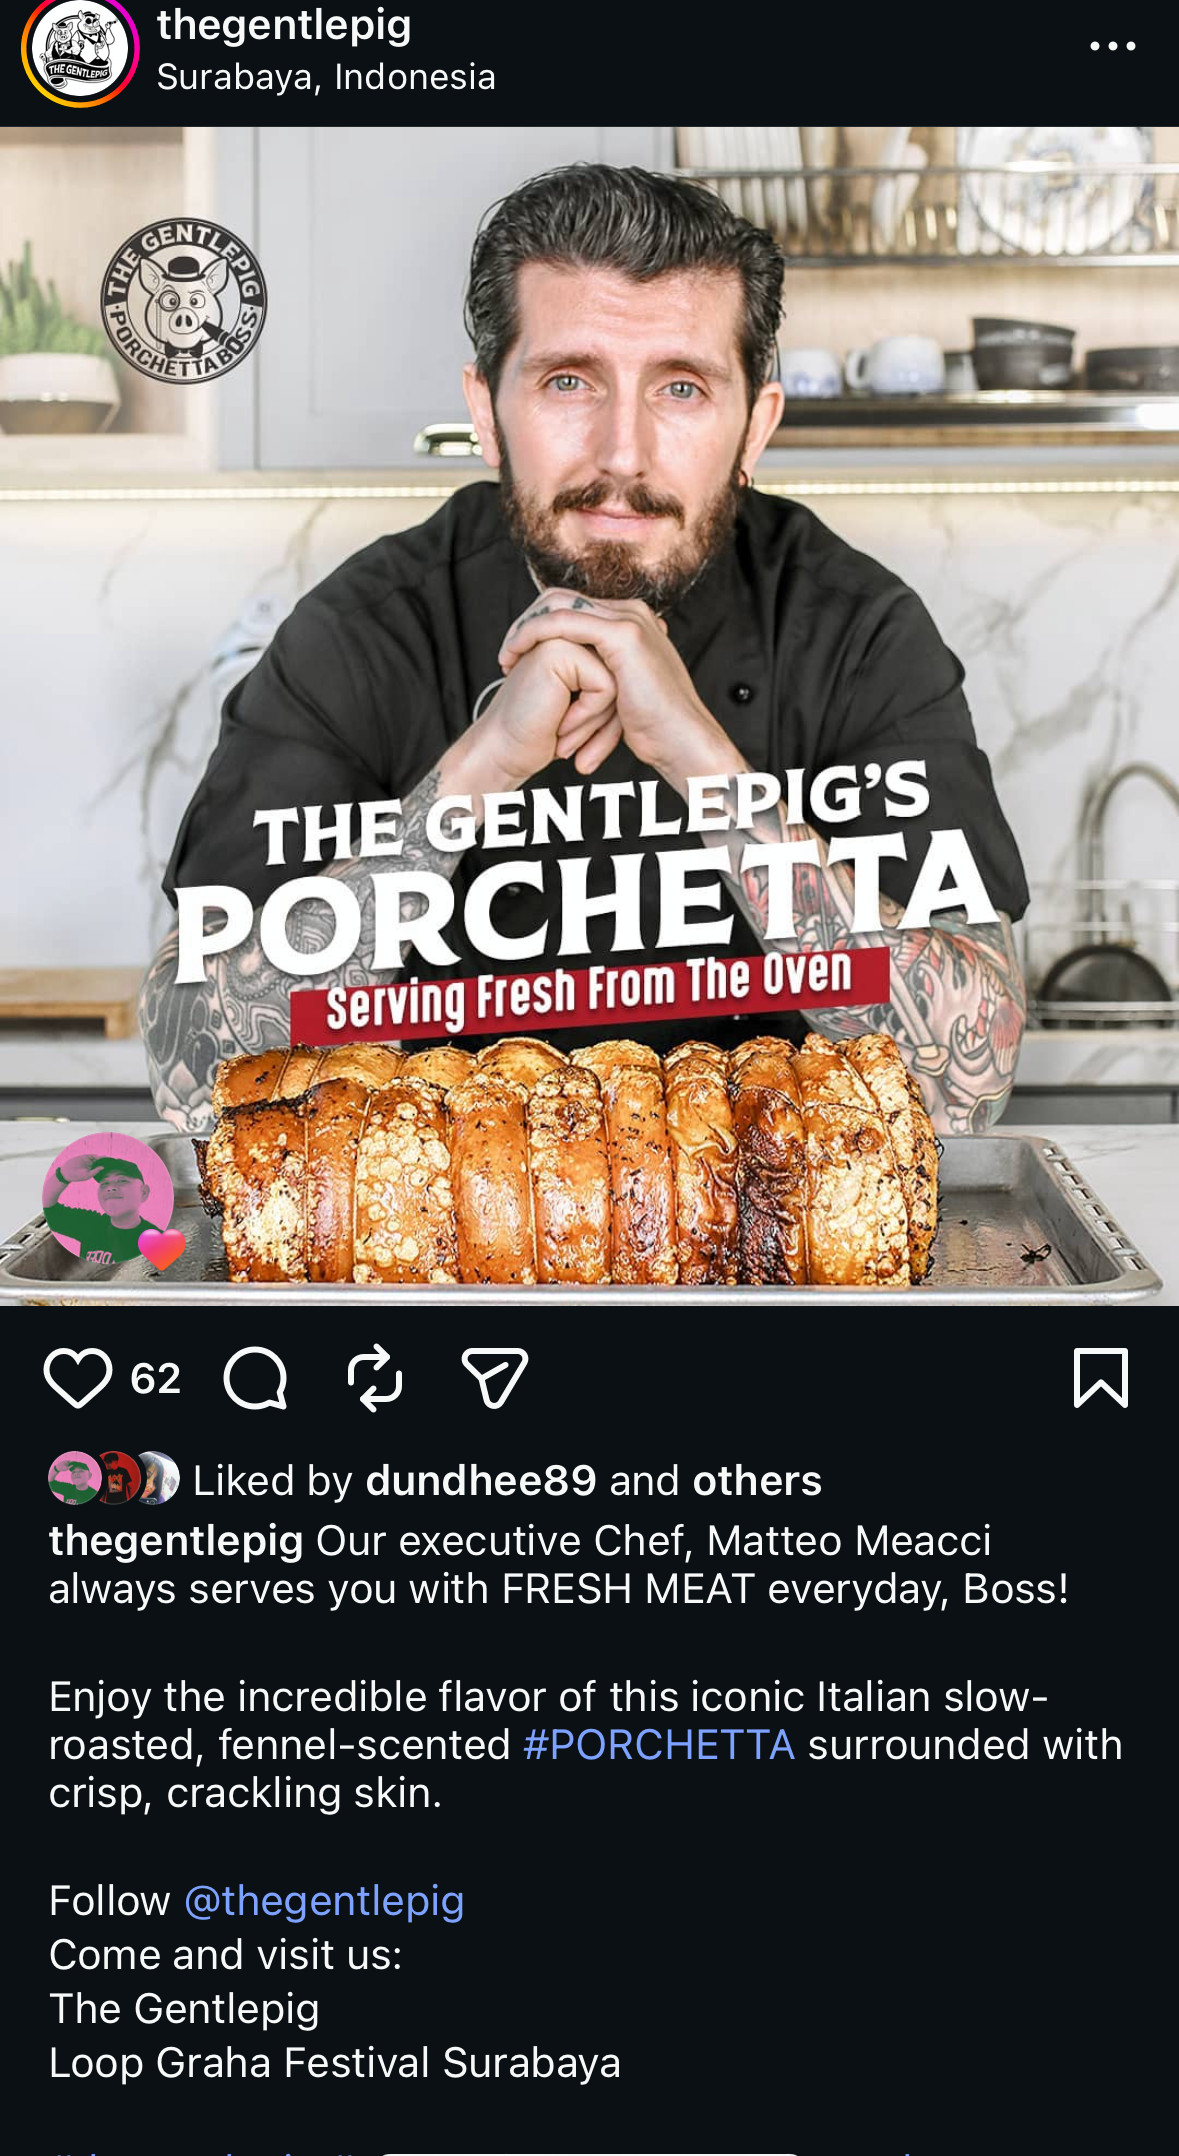 thegentlepig
Surabaya, Indonesia
THE GENTLEPIG
THE GENTLEPIG
PORCHETTA BOSS
THE GENTLEPIG'S
PORCHETTA
Serving Fresh From The Oven
62
Liked by dundhee89 and others
thegentlepig Our executive Chef, Matteo Meacci
always serves you with FRESH MEAT everyday, Boss!
Enjoy the incredible flavor of this iconic Italian slow-
roasted, fennel-scented #PORCHETTA surrounded with
crisp, crackling skin.
Follow @thegentlepig
Come and visit us:
The Gentlepig
Loop Graha Festival Surabaya